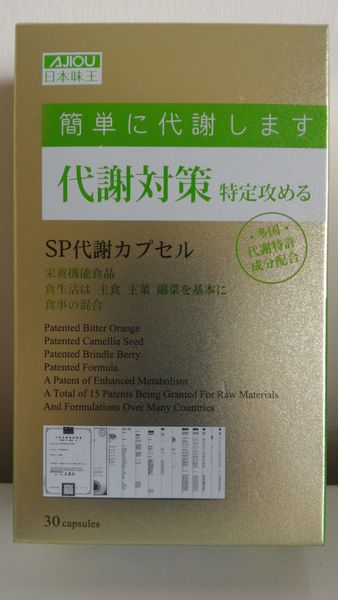 AJIOU
日本味王
簡単に代謝します
代謝対策 特定攻める
・多国・
代謝特許
成分配合
SP代謝カプセル
栄養機能食品
食生活は 主食 主菜 副菜を基本に
食事の混合
Patented Bitter Orange
Patented Camellia Seed
Patented Brindle Berry
Patented Formula
A Patent of Enhanced Metabolism
A Total of 15 Patents Being Granted For Raw Materials
And Formulations Over Many Countries
30 capsules